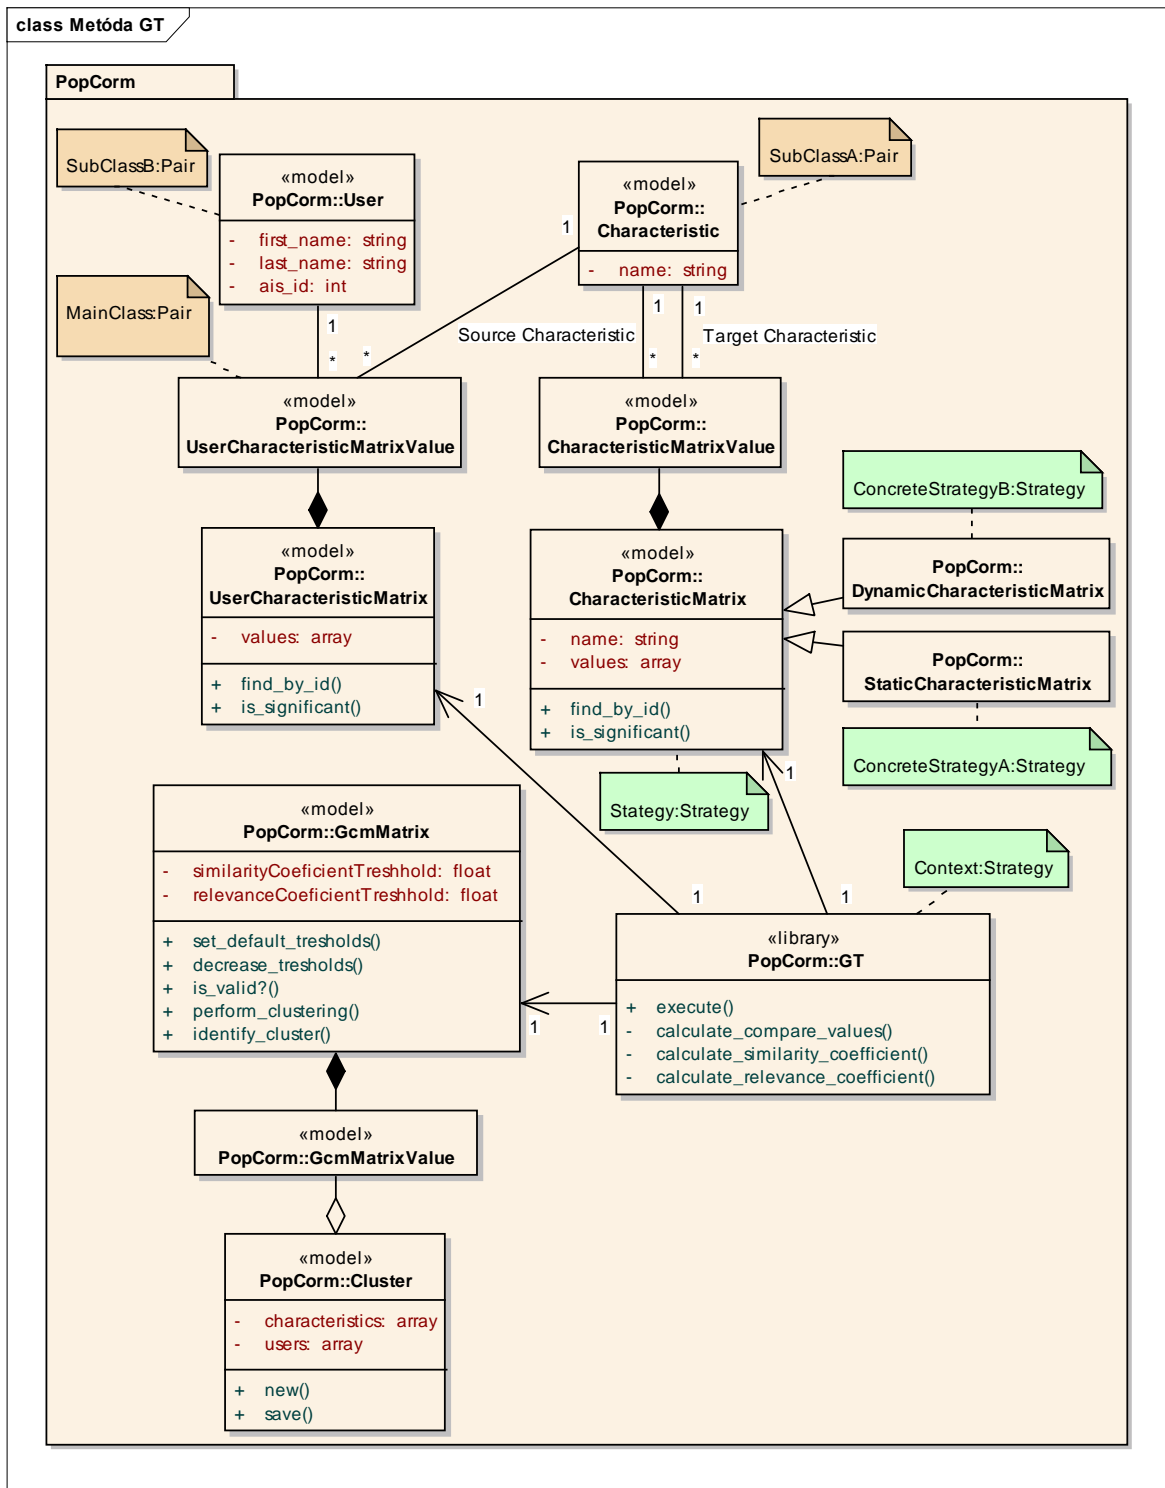 class Metóda GT
PopCorm
SubClassB:Pair
«model»
PopCorm::User
- first_name: string
- last_name: string
- ais_id: int
SubClassA:Pair
«model»
PopCorm::
Characteristic
- name: string
MainClass:Pair
1
1
*
*
Source Characteristic
1
*
1
*
Target Characteristic
«model»
PopCorm::
UserCharacteristicMatrixValue
«model»
PopCorm::
CharacteristicMatrixValue
ConcreteStrategyB:Strategy
«model»
PopCorm::
UserCharacteristicMatrix
- values: array
+ find_by_id()
+ is_significant()
«model»
PopCorm::
CharacteristicMatrix
- name: string
- values: array
+ find_by_id()
+ is_significant()
PopCorm::
DynamicCharacteristicMatrix
PopCorm::
StaticCharacteristicMatrix
ConcreteStrategyA:Strategy
1
1
Stategy:Strategy
«model»
PopCorm::GcmMatrix
- similarityCoeficientTreshhold: float
- relevanceCoeficientTreshhold: float
+ set_default_tresholds()
+ decrease_tresholds()
+ is_valid?()
+ perform_clustering()
+ identify_cluster()
Context:Strategy
1
1
«library»
PopCorm::GT
+ execute()
- calculate_compare_values()
- calculate_similarity_coefficient()
- calculate_relevance_coefficient()
1
1
«model»
PopCorm::GcmMatrixValue
«model»
PopCorm::Cluster
- characteristics: array
- users: array
+ new()
+ save()